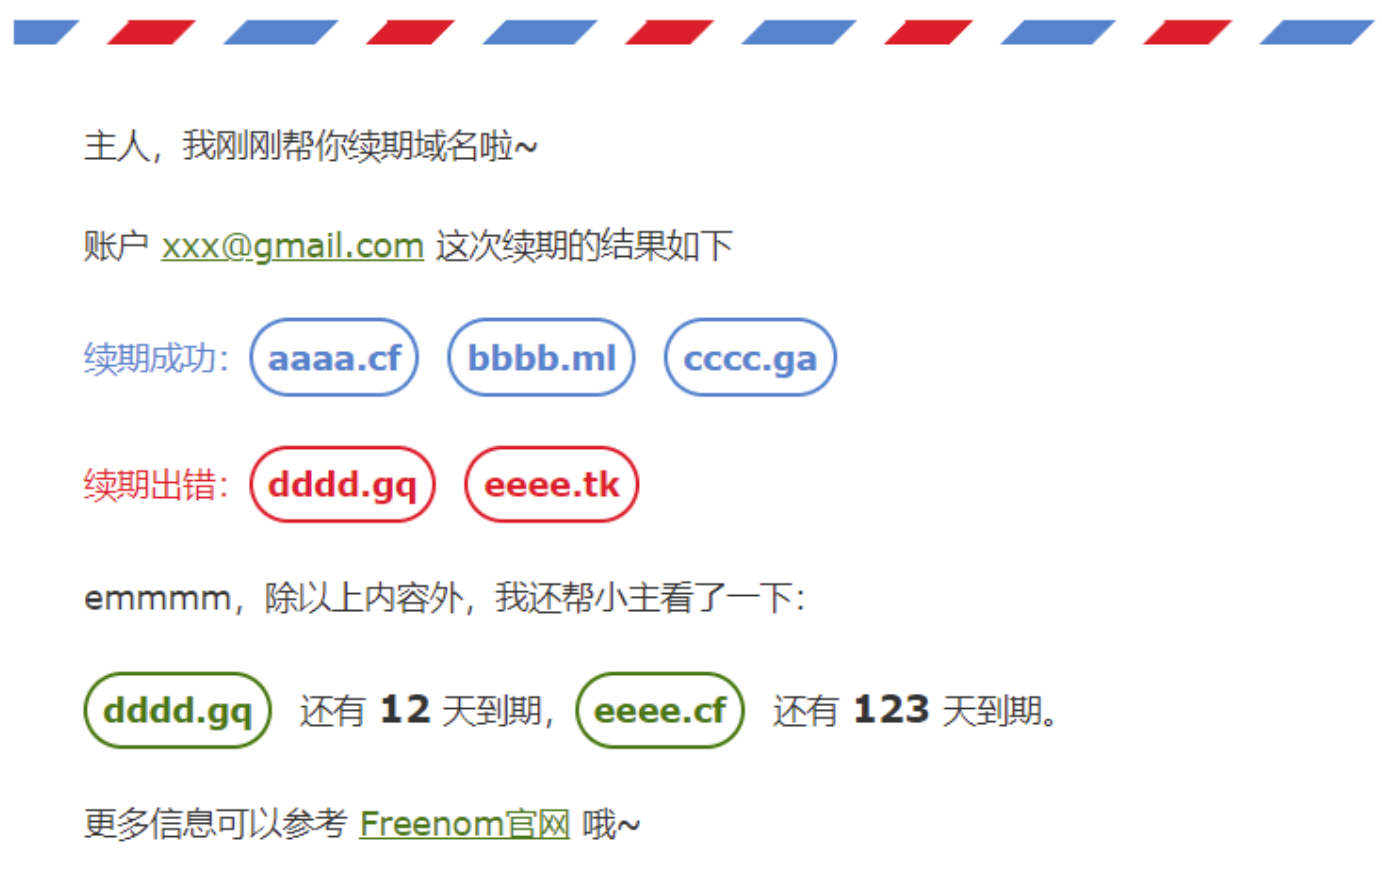 主人，我刚刚帮你续期域名啦~
账户 xxx@gmail.com 这次续期的结果如下
续期成功： aaaa.cf bbbb.ml cccc.ga
续期出错： dddd.gq eeee.tk
emmmm，除以上内容外，我还帮小主看了一下：
dddd.gq 还有 12 天到期， eeee.cf 还有 123 天到期。
更多信息可以参考 Freenom官网 哦~